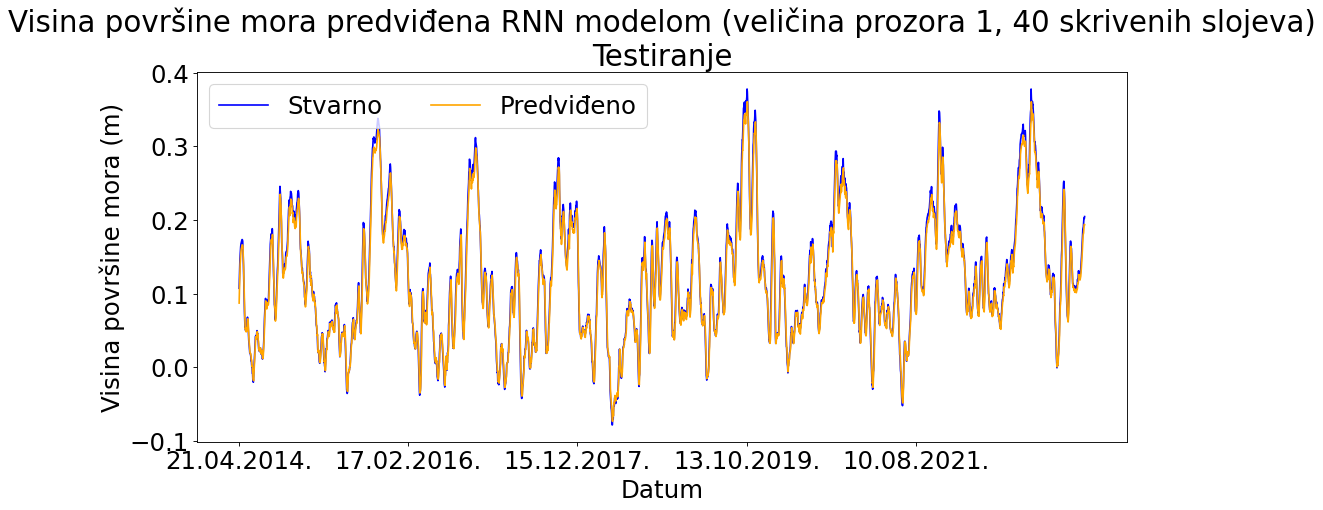 Visina površine mora predviđena RNN modelom (veličina prozora 1, 40 skrivenih slojeva)
Testiranje
Stvarno Predviđeno
Visina površine mora (m)
0.4
0.3
0.2
0.1
0.0
−0.1
21.04.2014. 17.02.2016. 15.12.2017. 13.10.2019. 10.08.2021.
Datum